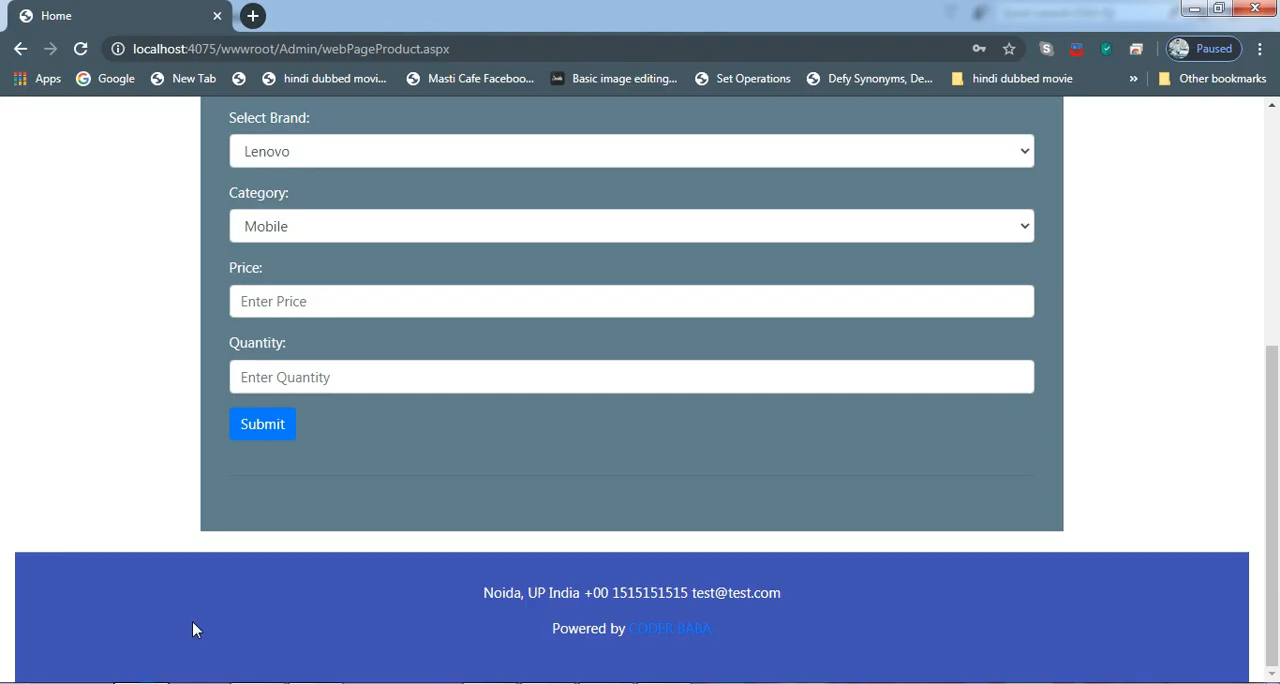 Home
localhost:4075/wwwroot/Admin/webPageProduct.aspx
Paused
Apps
Google
New Tab
hindi dubbed movi...
Masti Cafe Faceboo...
Basic image editing...
Set Operations
Defy Synonyms, De...
hindi dubbed movie
»
Other bookmarks
Select Brand:
Lenovo
Category:
Mobile
Price:
Enter Price
Quantity:
Enter Quantity
Submit
Noida, UP India +00 1515151515 test@test.com
Powered by CODER BABA